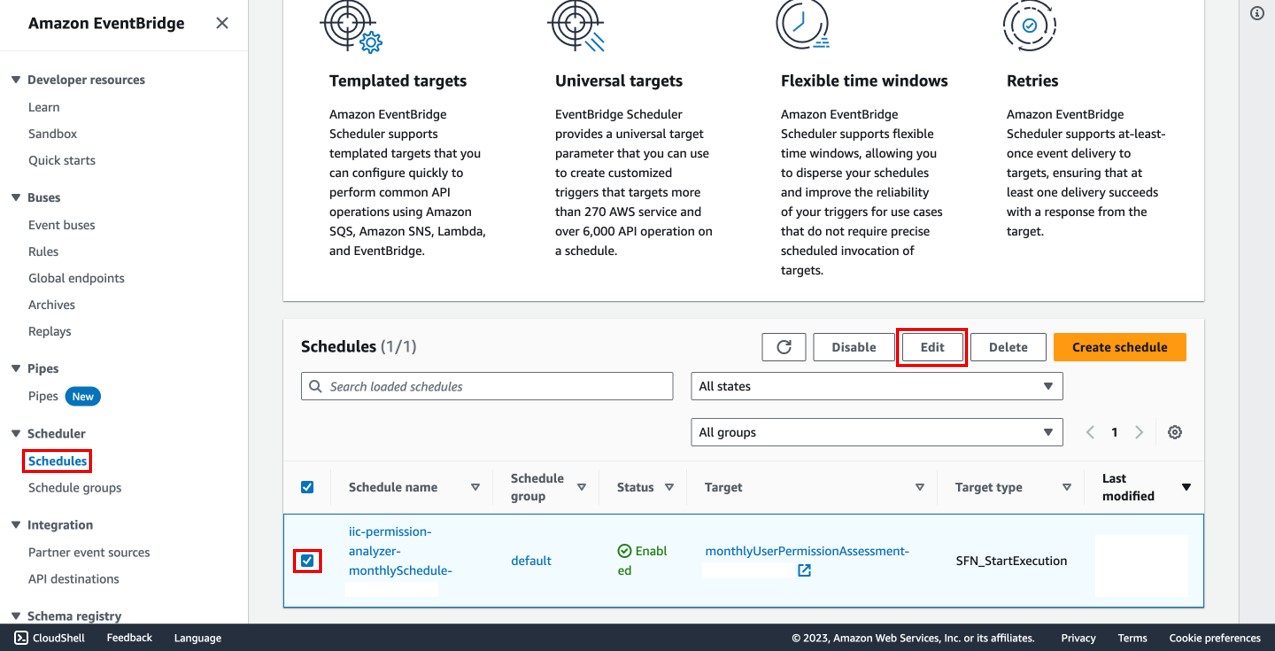 Amazon EventBridge
Developer resources
Learn
Sandbox
Quick starts
Buses
Event buses
Rules
Global endpoints
Archives
Replays
Pipes
Pipes New
Scheduler
Schedules
Schedule groups
Integration
Partner event sources
API destinations
Schema registry
Templated targets
Amazon EventBridge
Scheduler supports
templated targets that you
can configure quickly to
perform common API
operations using Amazon
SQS, Amazon SNS, Lambda,
and EventBridge.
Universal targets
EventBridge Scheduler
provides a universal target
parameter that you can use
to create customized
triggers that targets more
than 270 AWS service and
over 6,000 API operation on
a schedule.
Flexible time windows
Amazon EventBridge
Scheduler supports flexible
time windows, allowing you
to disperse your schedules
and improve the reliability
of your triggers for use cases
that do not require precise
scheduled invocation of
targets.
Retries
Amazon EventBridge
Scheduler supports at-least-
once event delivery to
targets, ensuring that at
least one delivery succeeds
with a response from the
target.
Schedules (1/1)
Disable
Edit
Delete
Create schedule
Search loaded schedules
All states
All groups
1
Schedule name
Schedule
group
Status
Target
Target type
Last
modified
iic-permission-
analyzer-
monthlySchedule-
default
Enabl
ed
monthlyUserPermissionAssessment-
SFN_StartExecution
CloudShell
Feedback
Language
© 2023, Amazon Web Services, Inc. or its affiliates.
Privacy
Terms
Cookie preferences